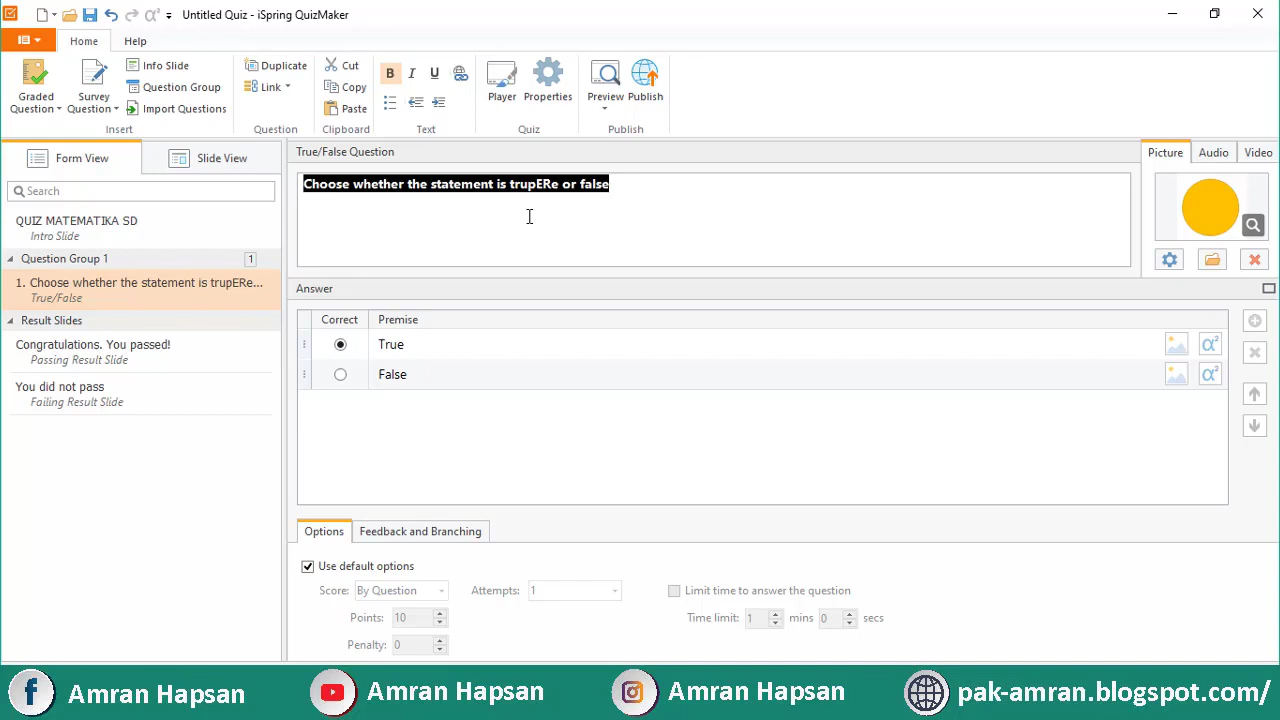 Untitled Quiz - iSpring QuizMaker
Home
Help
Graded Question
Survey Question
Info Slide
Question Group
Import Questions
Insert
Duplicate
Link
Question
Cut
Copy
Paste
Clipboard
B I U
Text
Player
Properties
Quiz
Preview
Publish
Publish
Form View
Slide View
Search
QUIZ MATEMATIKA SD
Intro Slide
Question Group 1
1
1. Choose whether the statement is trupERe...
True/False
Result Slides
Congratulations. You passed!
Passing Result Slide
You did not pass
Failing Result Slide
True/False Question
Choose whether the statement is trupERe or false
Picture
Audio
Video
Answer
Correct
Premise
True
α²
False
α²
Options
Feedback and Branching
Use default options
Score: By Question
Attempts: 1
Limit time to answer the question
Points: 10
Time limit: 1 mins 0 secs
Penalty: 0
Amran Hapsan
Amran Hapsan
Amran Hapsan
pak-amran.blogspot.com/